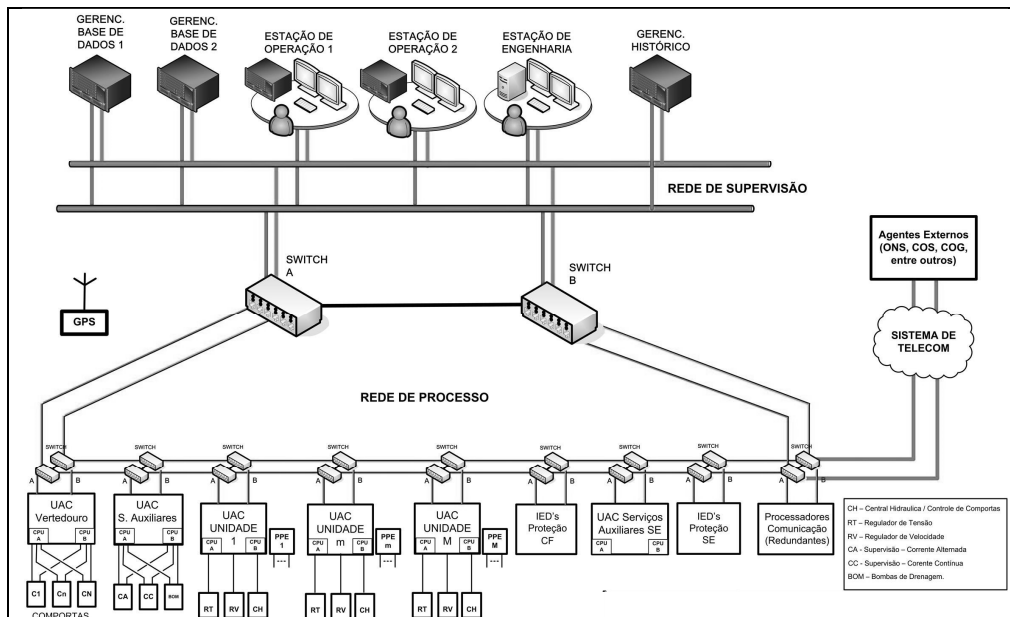 GERENC.
BASE DE
DADOS 1
GERENC.
BASE DE
DADOS 2
ESTAÇÃO DE
OPERAÇÃO 1
ESTAÇÃO DE
OPERAÇÃO 2
ESTAÇÃO DE
ENGENHARIA
GERENC.
HISTÓRICO
REDE DE SUPERVISÃO
SWITCH
A
SWITCH
B
GPS
Agentes Externos
(ONS, COS, COG,
entre outros)
SISTEMA DE
TELECOM
REDE DE PROCESSO
SWITCH
SWITCH
SWITCH
SWITCH
SWITCH
SWITCH
SWITCH
SWITCH
SWITCH
A B
A B
A B
A B
A B
A B
A B
A B
A B
UAC
Vertedouro
CPU
A
CPU
B
UAC
S. Auxiliares
CPU
A
CPU
B
UAC
UNIDADE
1
CPU
A
CPU
B
PPE
1
---
UAC
UNIDADE
m
CPU
A
CPU
B
PPE
m
---
UAC
UNIDADE
M
CPU
A
CPU
B
PPE
M
---
IED's
Proteção
CF
UAC Serviços
Auxiliares SE
CPU
A
CPU
B
IED's
Proteção
SE
Processadores
Comunicação
(Redundantes)
C1 Cn CN
COMPORTAS
CA CC BOM
RT RV CH
RT RV CH
RT RV CH
CH – Central Hidraulica / Controle de Comportas
RT – Regulador de Tensão
RV – Regulador de Velocidade
CA - Supervisão – Corrente Alternada
CC - Supervisão – Corente Contínua
BOM – Bombas de Drenagem.